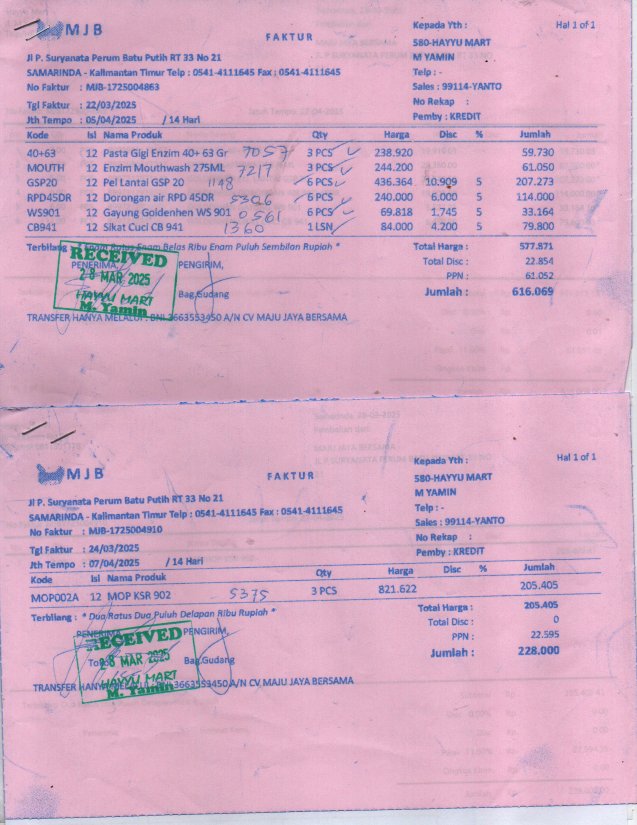 MJB
FAKTUR
Kepada Yth :
Hal 1 of 1
580-HAYYU MART
M YAMIN
Jl P. Suryanata Perum Batu Putih RT 33 No 21
SAMARINDA - Kalimantan Timur Telp : 0541-4111645 Fax : 0541-4111645
Telp : -
No Faktur : MJB-1725004863
Sales : 99114-YANTO
No Rekap :
Tgl Faktur : 22/03/2025
Pemby : KREDIT
Jth Tempo : 05/04/2025 / 14 Hari
Kode Isi Nama Produk Qty Harga Disc % Jumlah
40+63 12 Pasta Gigi Enzim 40+ 63 Gr 7057 3 PCS 238.920 59.730
MOUTH 12 Enzim Mouthwash 275ML 7217 3 PCS 244.200 61.050
GSP20 12 Pel Lantai GSP 20 1148 6 PCS 436.364 10.909 5 207.273
RPD45DR 12 Dorongan air RPD 45DR 5306 6 PCS 240.000 6.000 5 114.000
WS901 12 Gayung Goldenhen WS 901 0561 6 PCS 69.818 1.745 5 33.164
CB941 12 Sikat Cuci CB 941 1360 1 LSN 84.000 4.200 5 79.800
Terbilang : * Enam Ratus Enam Belas Ribu Enam Puluh Sembilan Rupiah *
Total Harga : 577.871
Total Disc : 22.854
PPN : 61.052
Jumlah : 616.069
PENERIMA, PENGIRIM,
RECEIVED
28 MAR 2025
HAYYU MART
M. Yamin
Bag.Gudang
TRANSFER HANYA MELALUI : BNI 3663553450 A/N CV MAJU JAYA BERSAMA
MJB
FAKTUR
Kepada Yth :
Hal 1 of 1
580-HAYYU MART
M YAMIN
Jl P. Suryanata Perum Batu Putih RT 33 No 21
SAMARINDA - Kalimantan Timur Telp : 0541-4111645 Fax : 0541-4111645
Telp : -
No Faktur : MJB-1725004910
Sales : 99114-YANTO
No Rekap :
Tgl Faktur : 24/03/2025
Pemby : KREDIT
Jth Tempo : 07/04/2025 / 14 Hari
Kode Isi Nama Produk Qty Harga Disc % Jumlah
MOP002A 12 MOP KSR 902 5375 3 PCS 821.622 205.405
Terbilang : * Dua Ratus Dua Puluh Delapan Ribu Rupiah *
Total Harga : 205.405
Total Disc : 0
PPN : 22.595
Jumlah : 228.000
PENERIMA, PENGIRIM,
RECEIVED
28 MAR 2025
HAYYU MART
M. Yamin
Bag.Gudang
TRANSFER HANYA MELALUI : BNI 3663553450 A/N CV MAJU JAYA BERSAMA